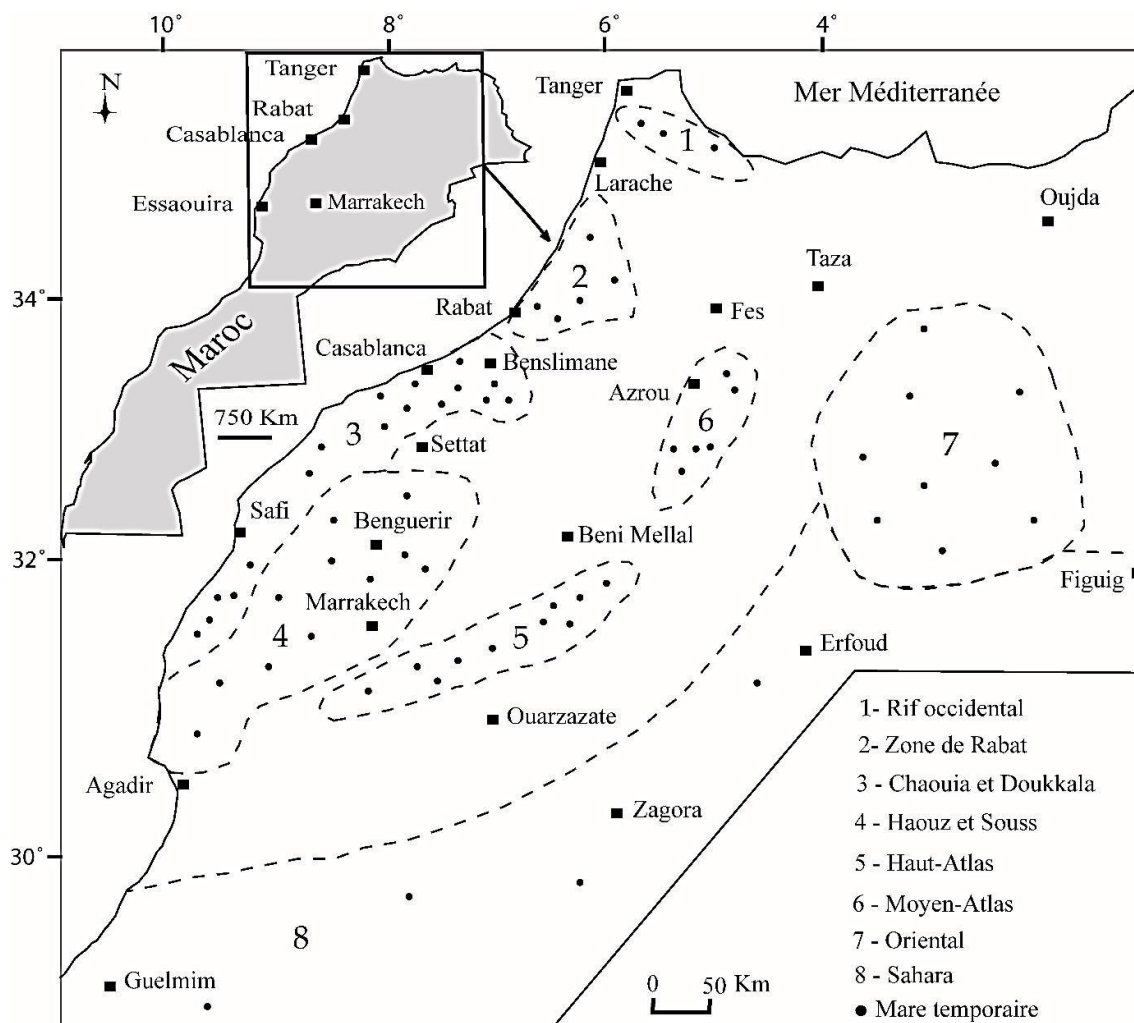 10° 8° 6° 4°
N
Tanger
Rabat
Casablanca
Essaouira
Marrakech
Maroc
750 Km
Tanger
Mer Méditerranée
1
Larache
Oujda
2
Taza
34°
Rabat
Fes
Casablanca
Benslimane
Azrou
6
3
Settat
7
Safi
Benguerir
Beni Mellal
32°
Figuig
Marrakech
4
5
Erfoud
Ouarzazate
Agadir
Zagora
30°
8
Guelmim
0 50 Km
1- Rif occidental
2- Zone de Rabat
3 - Chaouia et Doukkala
4 - Haouz et Souss
5 - Haut-Atlas
6 - Moyen-Atlas
7 - Oriental
8 - Sahara
Mare temporaire